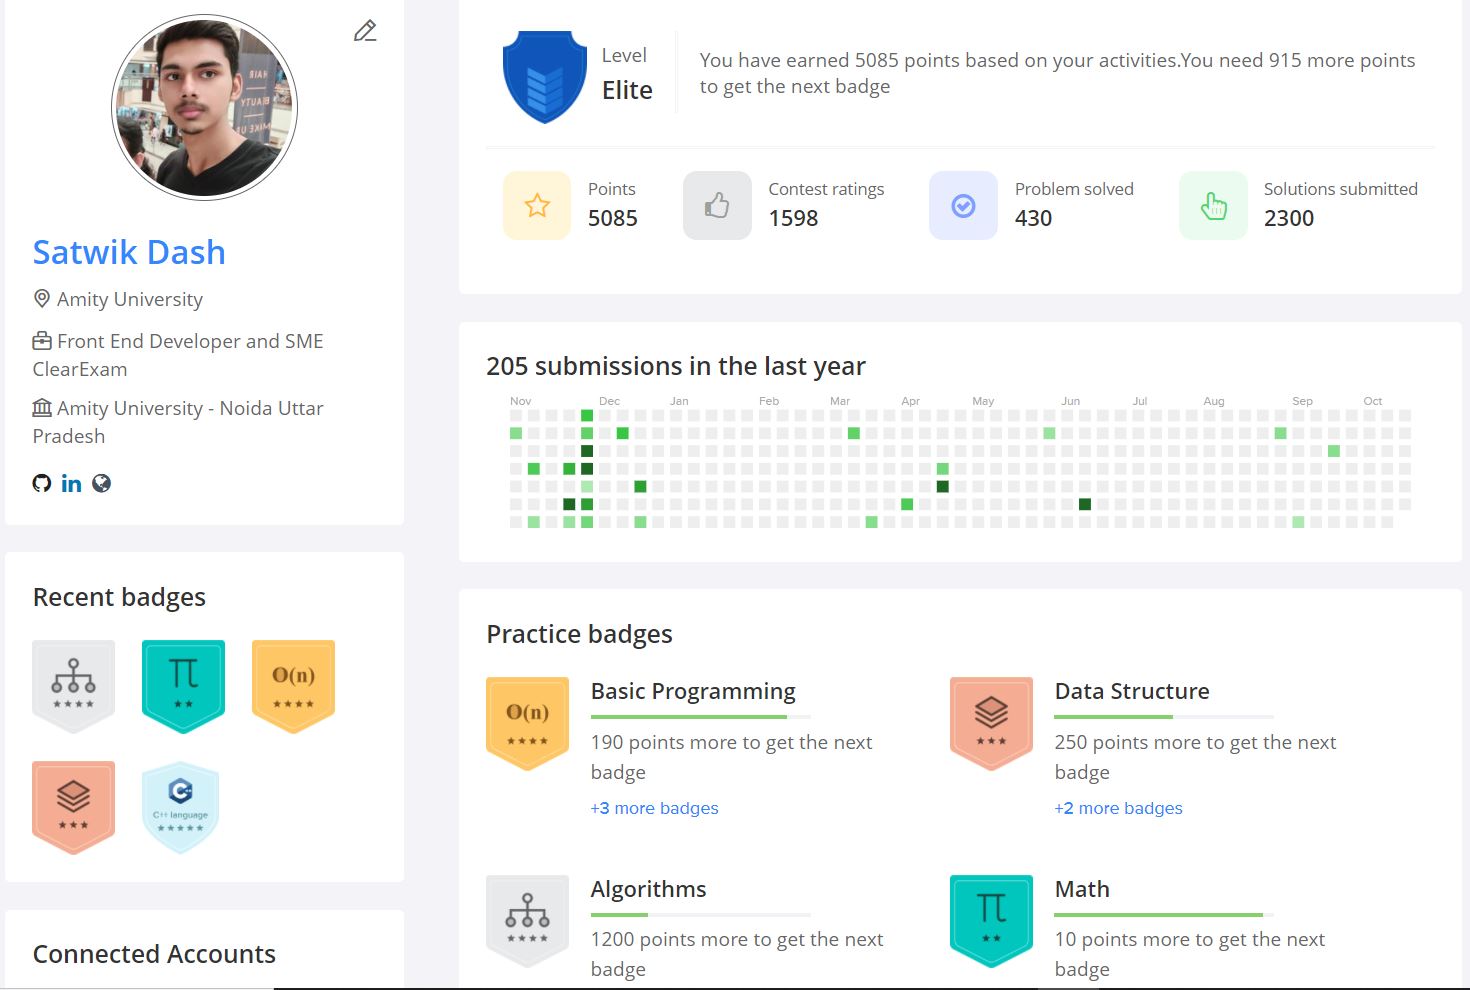 Satwik Dash
Amity University
Front End Developer and SME
ClearExam
Amity University - Noida Uttar
Pradesh
in
Recent badges
π
O(n)
C++ language
Connected Accounts
Level
Elite
You have earned 5085 points based on your activities.You need 915 more points
to get the next badge
Points
5085
Contest ratings
1598
Problem solved
430
Solutions submitted
2300
205 submissions in the last year
Nov Dec Jan Feb Mar Apr May Jun Jul Aug Sep Oct
Practice badges
O(n)
Basic Programming
190 points more to get the next
badge
+3 more badges
Data Structure
250 points more to get the next
badge
+2 more badges
Algorithms
1200 points more to get the next
badge
π
Math
10 points more to get the next
badge